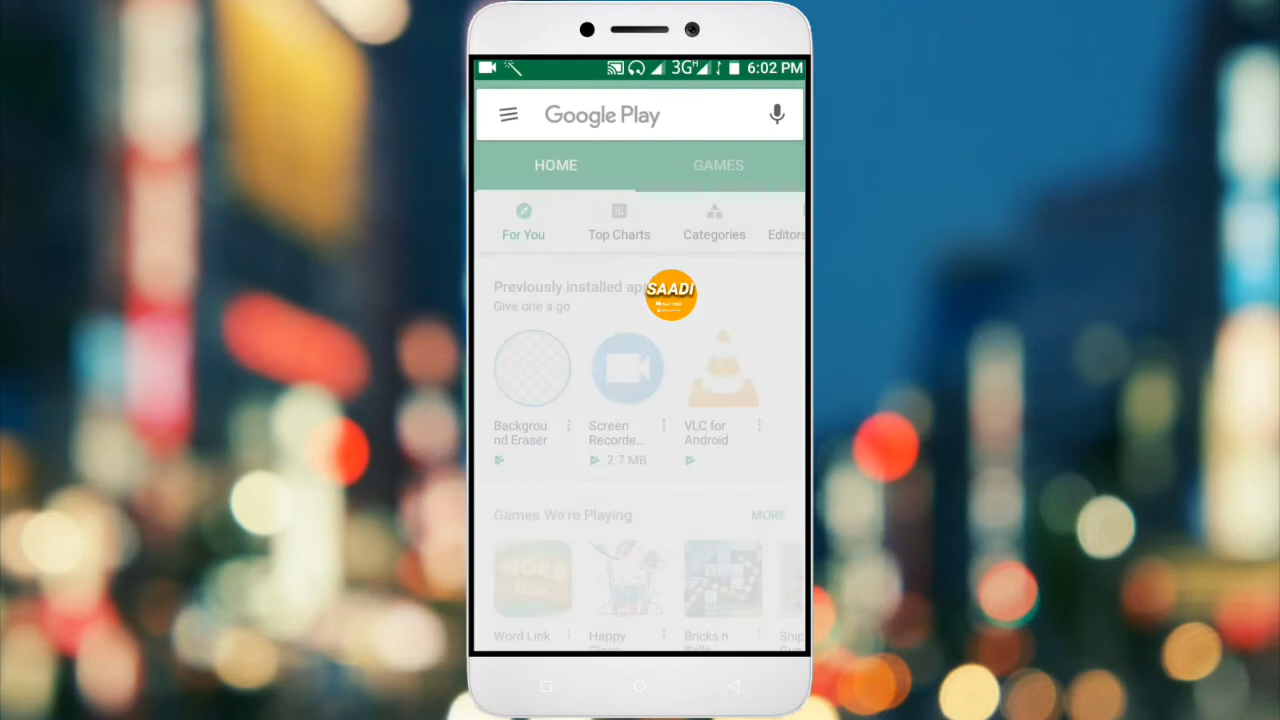 3G H 6:02 PM
Google Play
HOME GAMES
For You Top Charts Categories Editors
Previously installed app
Give one a go
SAADI
Backgrou
nd Eraser
Screen
Recorde...
2.7 MB
VLC for
Android
Games We're Playing MORE
Word Link
Happy
Bricks n